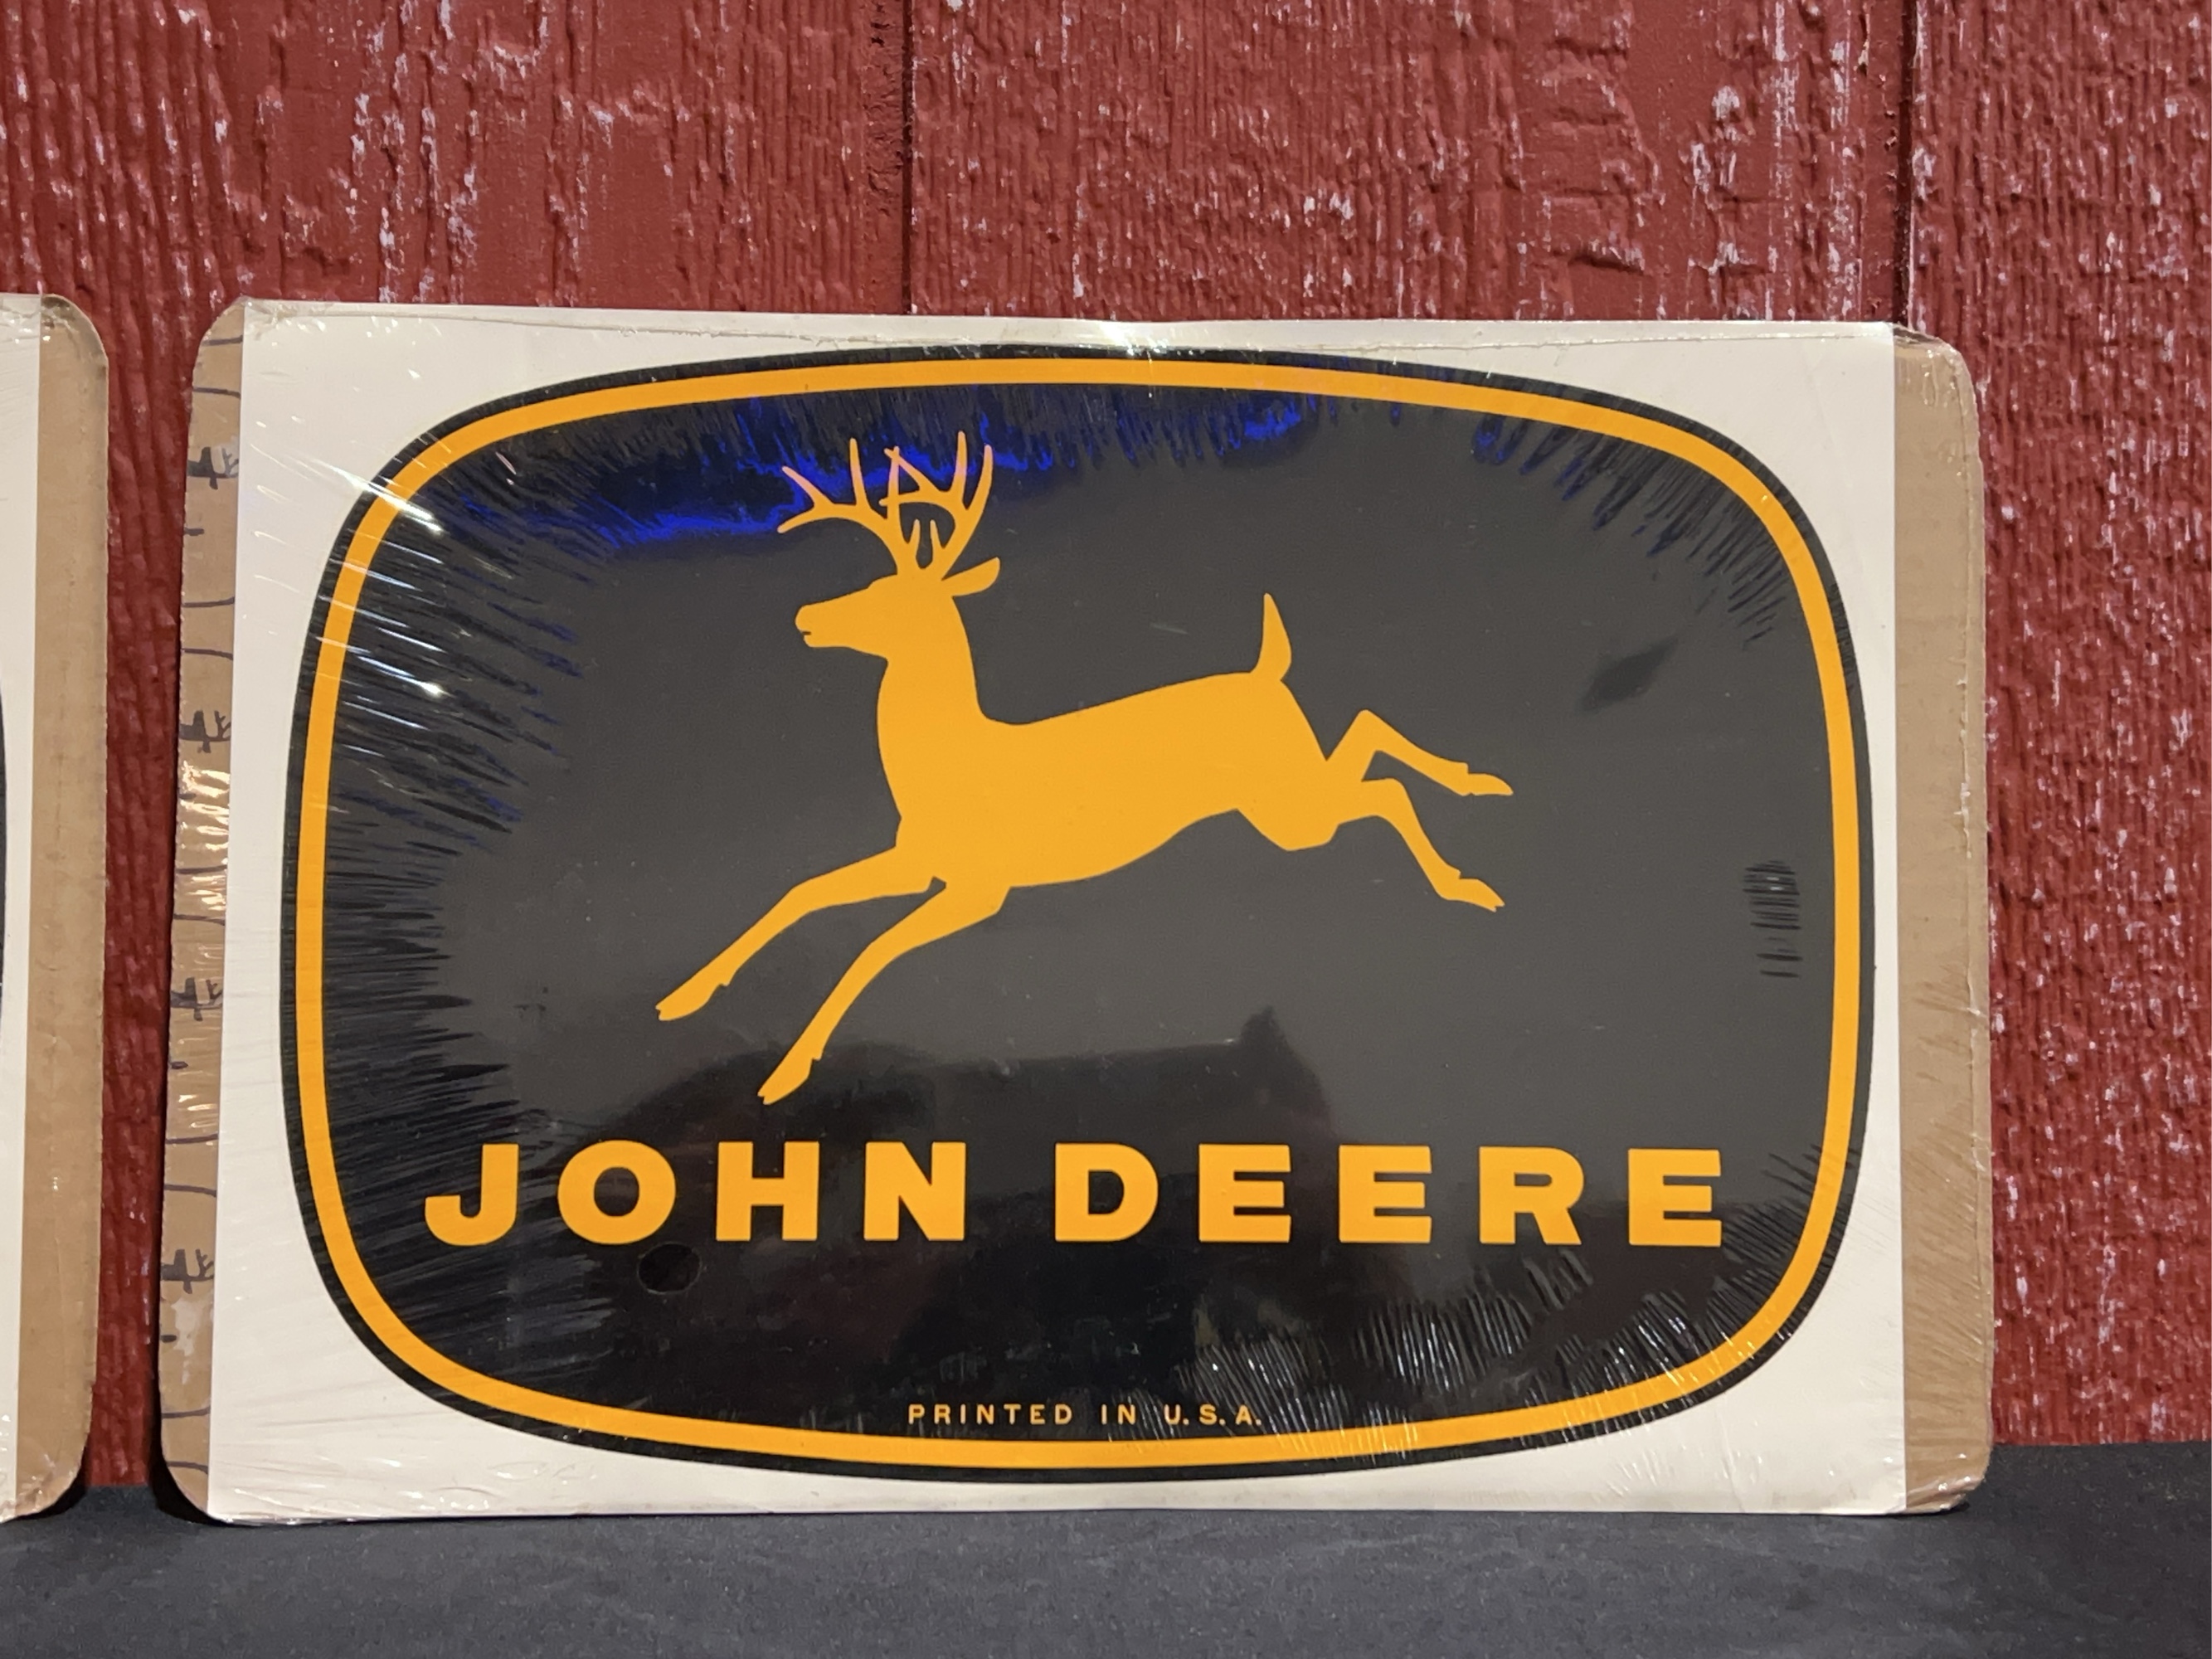 JOHN DEERE
PRINTED IN U.S.A.